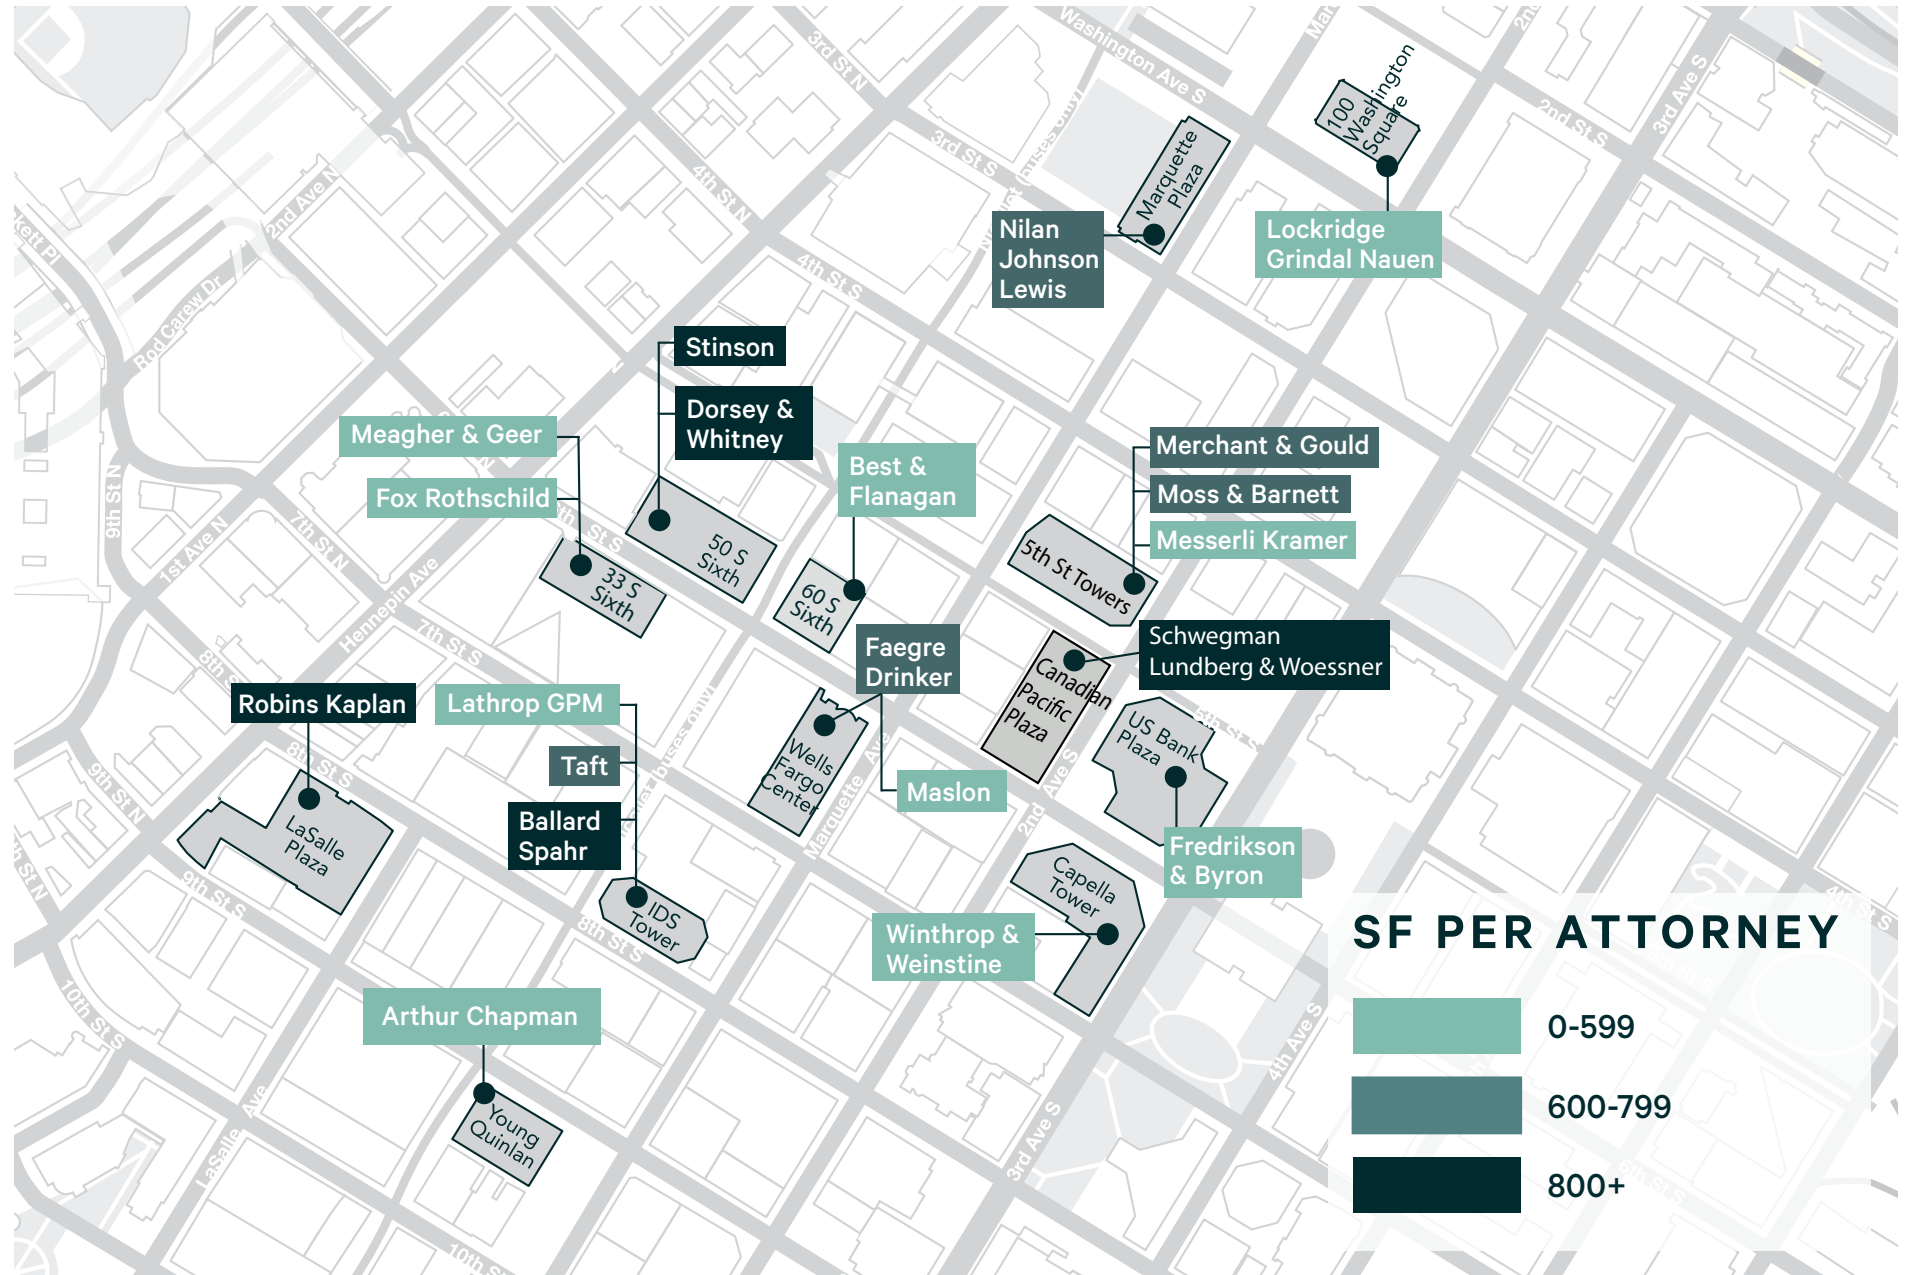 Washington Ave S
3rd St N
2nd St S
3rd Ave S
100
Washington
Square
3rd St S
Marquette
Plaza
4th St N
2nd Ave N
Nilan
Johnson
Lewis
Lockridge
Grindal Nauen
4th St S
Rod Carew Dr
Stinson
Dorsey &
Whitney
Meagher & Geer
Fox Rothschild
Best &
Flanagan
Merchant & Gould
Moss & Barnett
Messerli Kramer
9th St N
1st Ave N
7th St N
Hennepin Ave
50 S
Sixth
33 S
Sixth
60 S
Sixth
5th St Towers
7th St S
Faegre
Drinker
Schwegman
Lundberg & Woessner
Canadian
Pacific
Plaza
Robins Kaplan
Lathrop GPM
Taft
Ballard
Spahr
Wells
Fargo
Center
Maslon
US Bank
Plaza
5th St S
2nd Ave S
Marquette Ave
8th St S
9th St N
LaSalle
Plaza
Fredrikson
& Byron
Capella
Tower
IDS
Tower
9th St S
8th St S
Winthrop &
Weinstine
SF PER ATTORNEY
0-599
600-799
800+
4th St S
6th St S
10th St S
Arthur Chapman
Young
Quinlan
LaSalle Ave
3rd Ave S
4th Ave S
10th St S